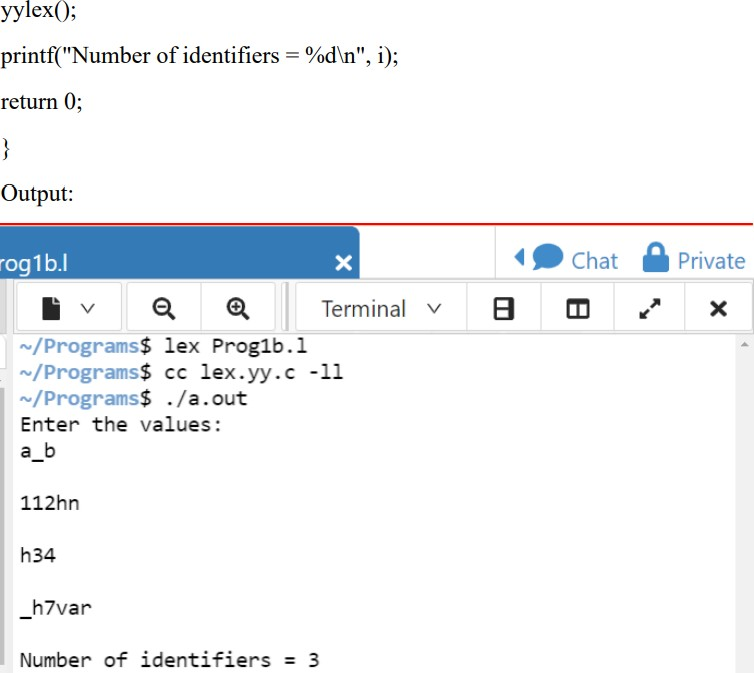 yylex();
printf("Number of identifiers = %d\n", i);
return 0;
}
Output:
rog1b.l
Chat Private
Terminal
~/Programs$ lex Prog1b.l
~/Programs$ cc lex.yy.c -ll
~/Programs$ ./a.out
Enter the values:
a_b
112hn
h34
_h7var
Number of identifiers = 3